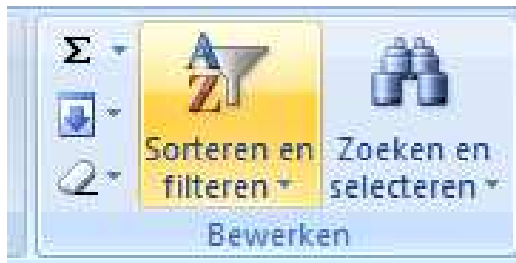 Σ
A
Z
Sorteren en
filteren
Zoeken en
selecteren
Bewerken